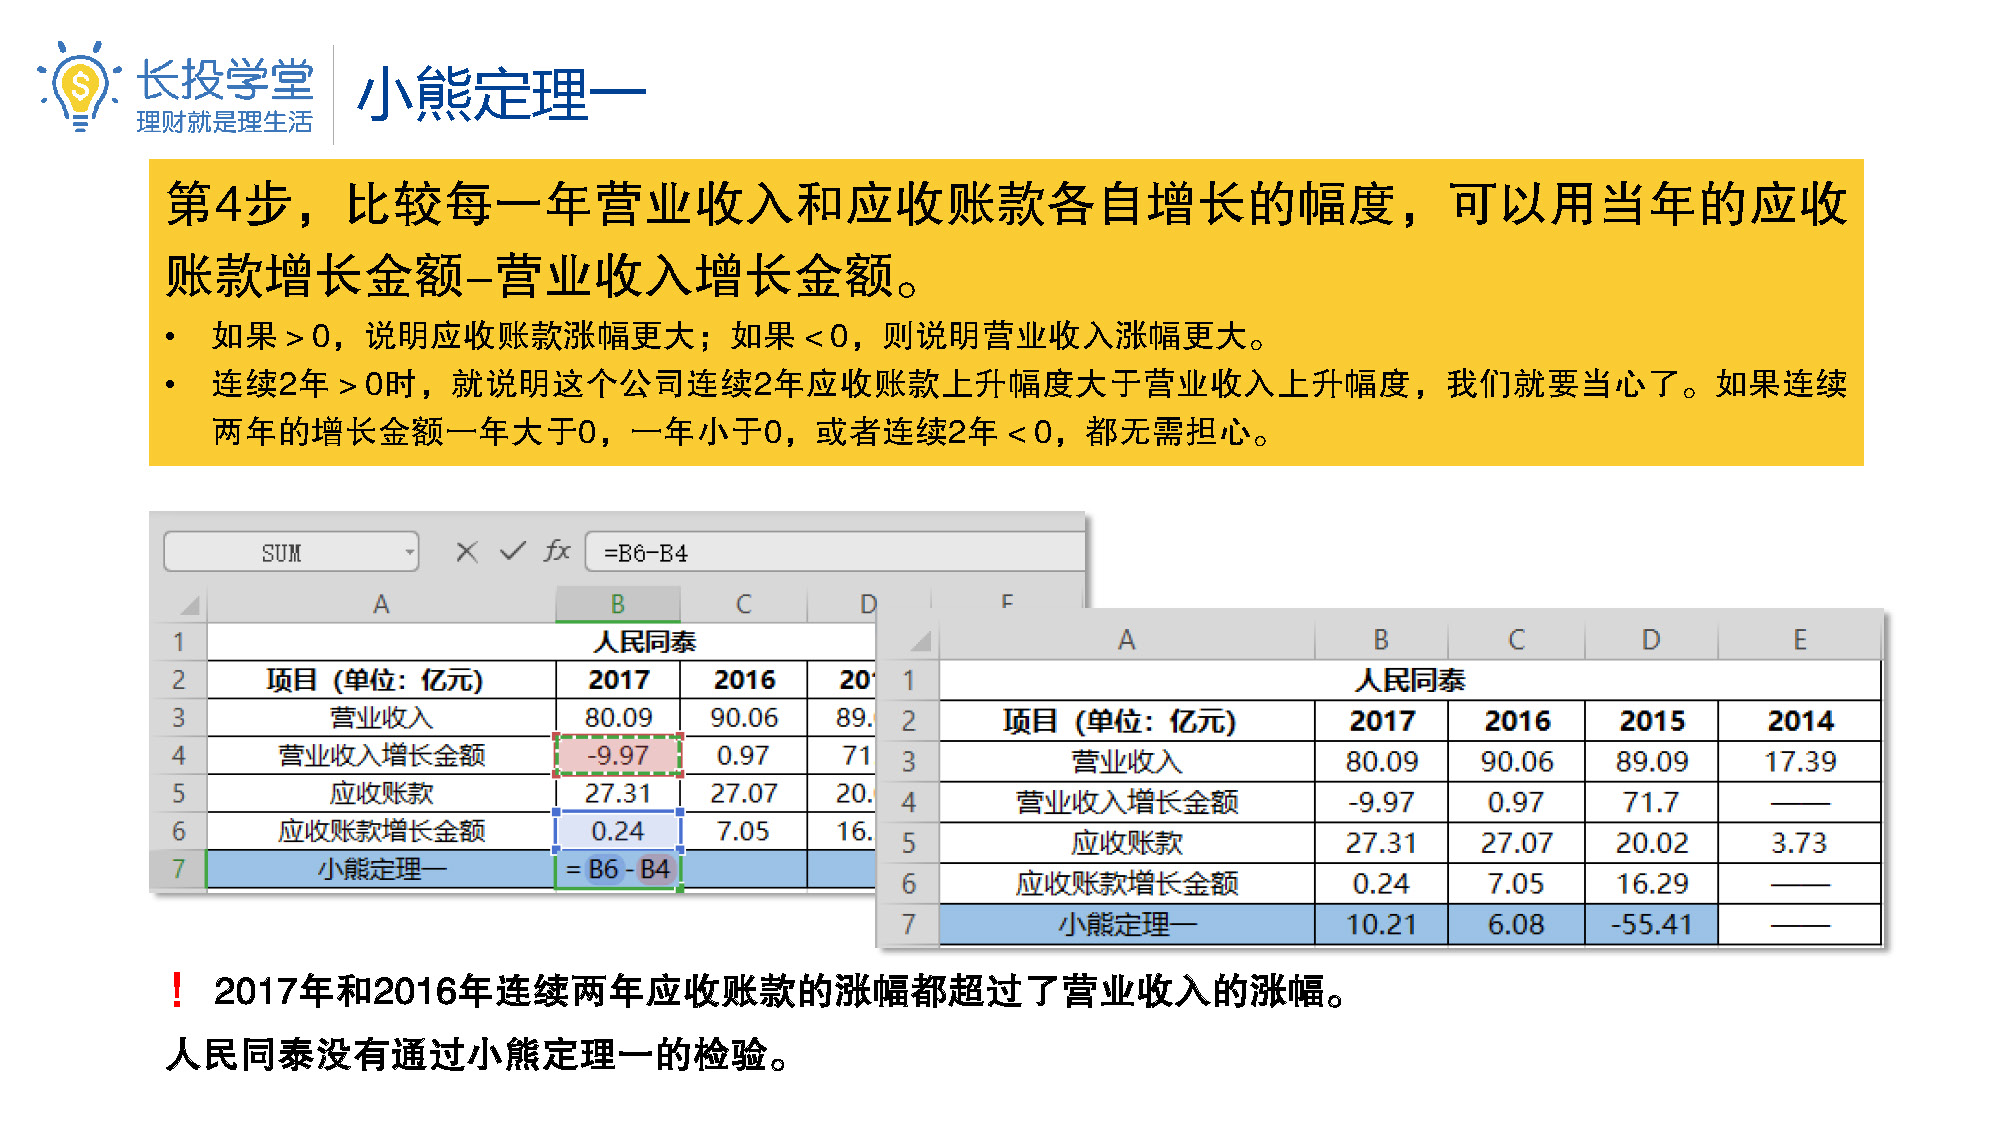 长投学堂
理财就是理生活
小熊定理一
第4步，比较每一年营业收入和应收账款各自增长的幅度，可以用当年的应收
账款增长金额-营业收入增长金额。
• 如果＞0，说明应收账款涨幅更大；如果＜0，则说明营业收入涨幅更大。
• 连续2年＞0时，就说明这个公司连续2年应收账款上升幅度大于营业收入上升幅度，我们就要当心了。如果连续
两年的增长金额一年大于0，一年小于0，或者连续2年＜0，都无需担心。
SUM fx =B6-B4
A B C D
1 人民同泰
2 项目（单位：亿元） 2017 2016 20
3 营业收入 80.09 90.06 89.
4 营业收入增长金额 -9.97 0.97 71
5 应收账款 27.31 27.07 20.
6 应收账款增长金额 0.24 7.05 16.
7 小熊定理一 =B6-B4
A B C D E
1 人民同泰
2 项目（单位：亿元） 2017 2016 2015 2014
3 营业收入 80.09 90.06 89.09 17.39
4 营业收入增长金额 -9.97 0.97 71.7 ——
5 应收账款 27.31 27.07 20.02 3.73
6 应收账款增长金额 0.24 7.05 16.29 ——
7 小熊定理一 10.21 6.08 -55.41 ——
！ 2017年和2016年连续两年应收账款的涨幅都超过了营业收入的涨幅。
人民同泰没有通过小熊定理一的检验。